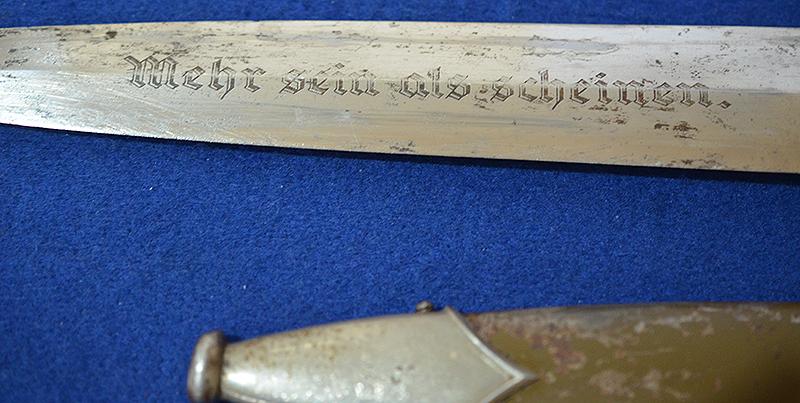 Mehr sein als scheinen.